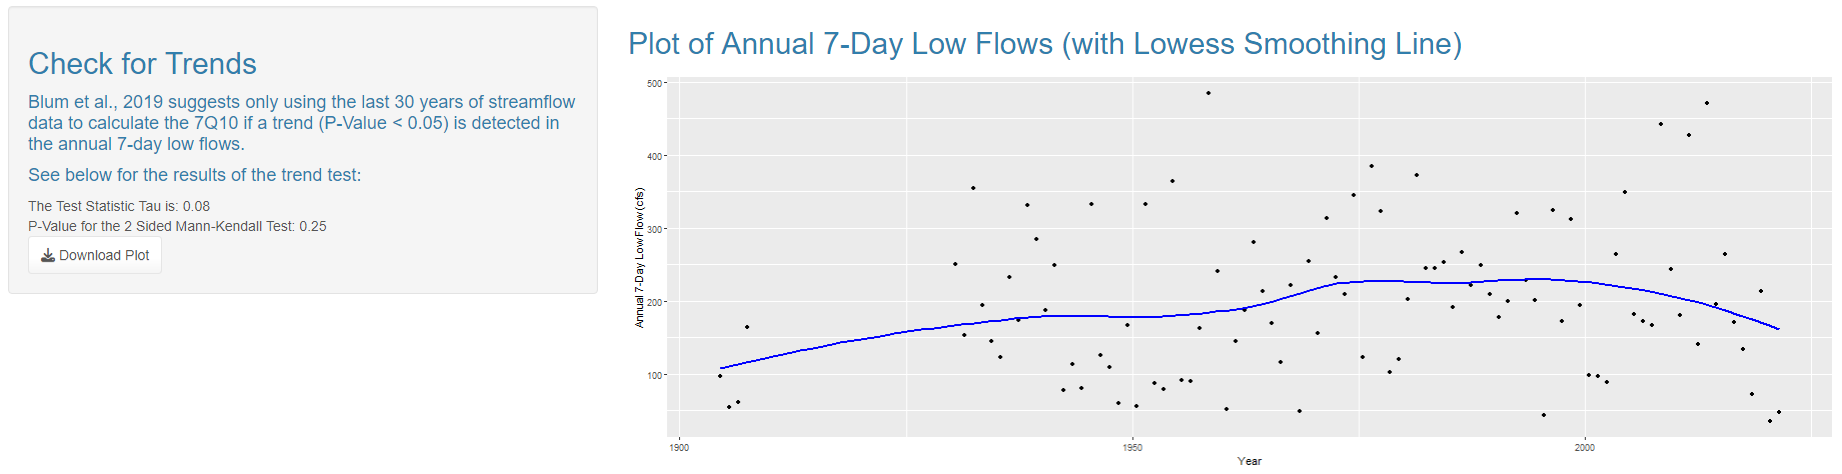 Check for Trends
Blum et al., 2019 suggests only using the last 30 years of streamflow
data to calculate the 7Q10 if a trend (P-Value < 0.05) is detected in
the annual 7-day low flows.
See below for the results of the trend test:
The Test Statistic Tau is: 0.08
P-Value for the 2 Sided Mann-Kendall Test: 0.25
Download Plot
Plot of Annual 7-Day Low Flows (with Lowess Smoothing Line)
Annual 7-Day Low Flow (cfs)
500
400
300
200
100
1900
1950
2000
Year